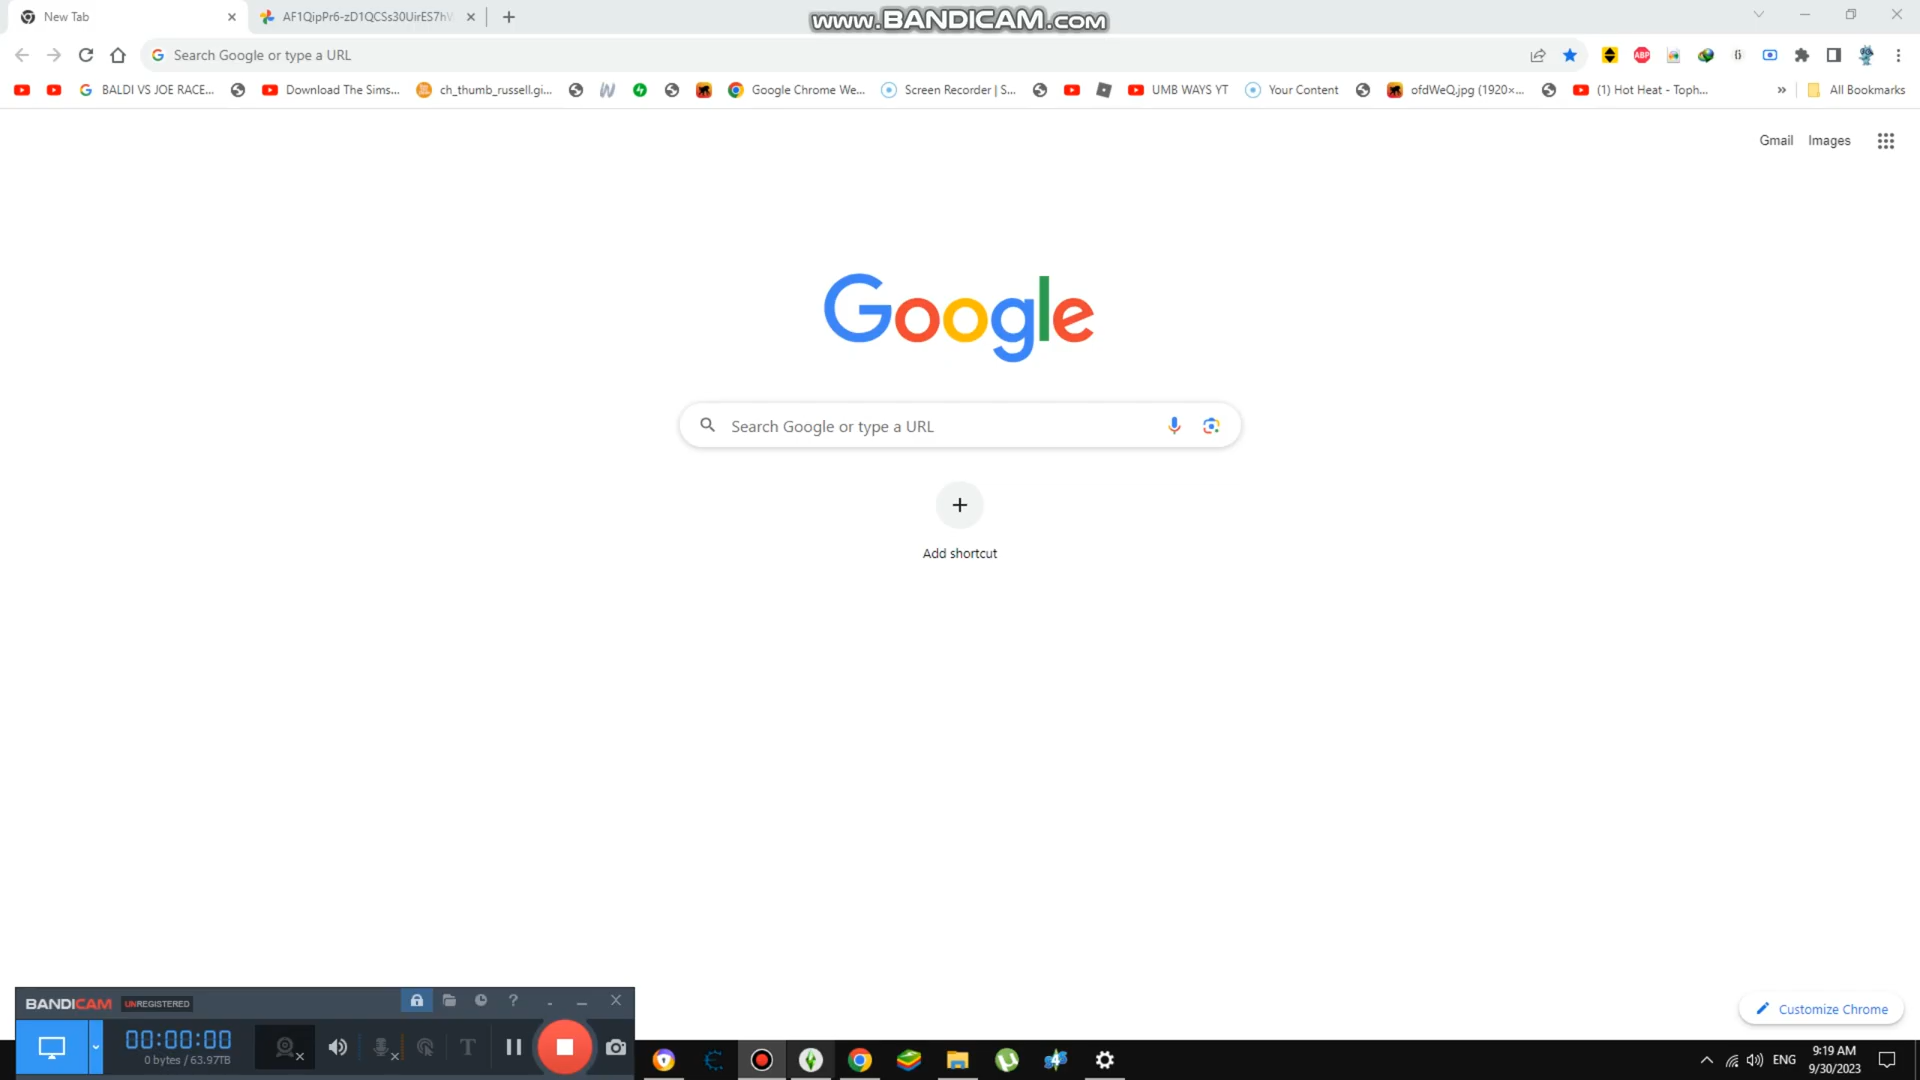 New Tab
AF1QipPr6-zD1QCSs30UirES7hV
www.BANDICAM.com
Search Google or type a URL
ABP
BALDI VS JOE RACE...
Download The Sims...
ch_thumb_russell.gi...
Google Chrome We...
Screen Recorder | S...
UMB WAYS YT
Your Content
ofdWeQ.jpg (1920×...
(1) Hot Heat - Toph...
All Bookmarks
Gmail
Images
Google
Search Google or type a URL
Add shortcut
Customize Chrome
BANDICAM UNREGISTERED
00:00:00
0 bytes / 63.97TB
ENG
9:19 AM
9/30/2023